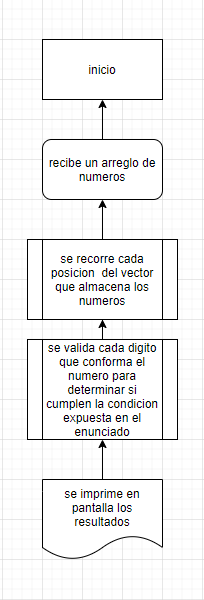 inicio
recibe un arreglo de
numeros
se recorre cada
posicion del vector
que almacena los
numeros
se valida cada digito
que conforma el
numero para
determinar si
cumplen la condicion
expuesta en el
enunciado
se imprime en
pantalla los
resultados